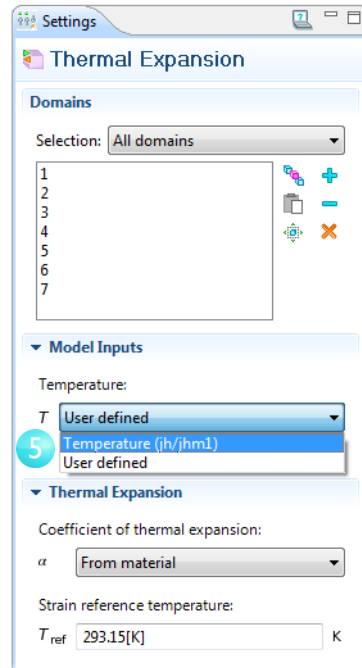 Settings
Thermal Expansion
Domains
Selection: All domains
1
2
3
4
5
6
7
Model Inputs
Temperature:
T User defined
5 Temperature (jh/jhm1)
User defined
Thermal Expansion
Coefficient of thermal expansion:
α From material
Strain reference temperature:
Tref 293.15[K] K